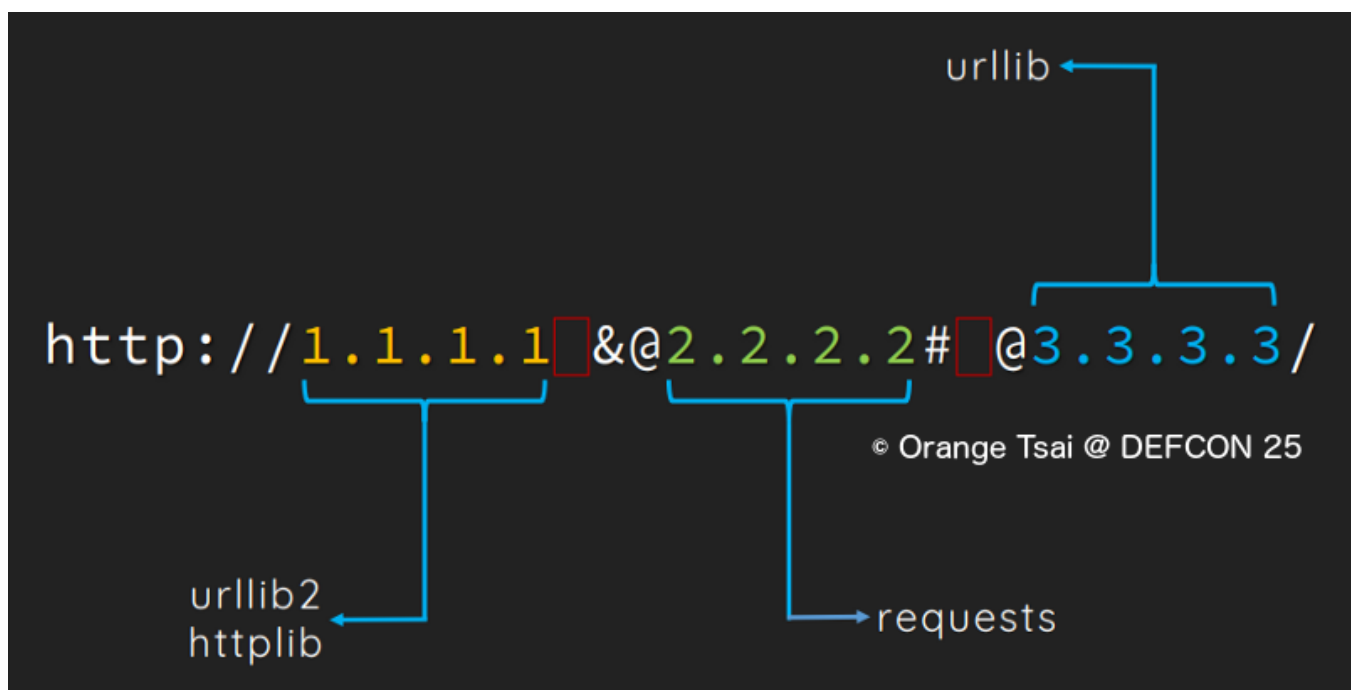 urllib
http://1.1.1.1 &@2.2.2.2# @3.3.3.3/
© Orange Tsai @ DEFCON 25
urllib2
httplib
requests